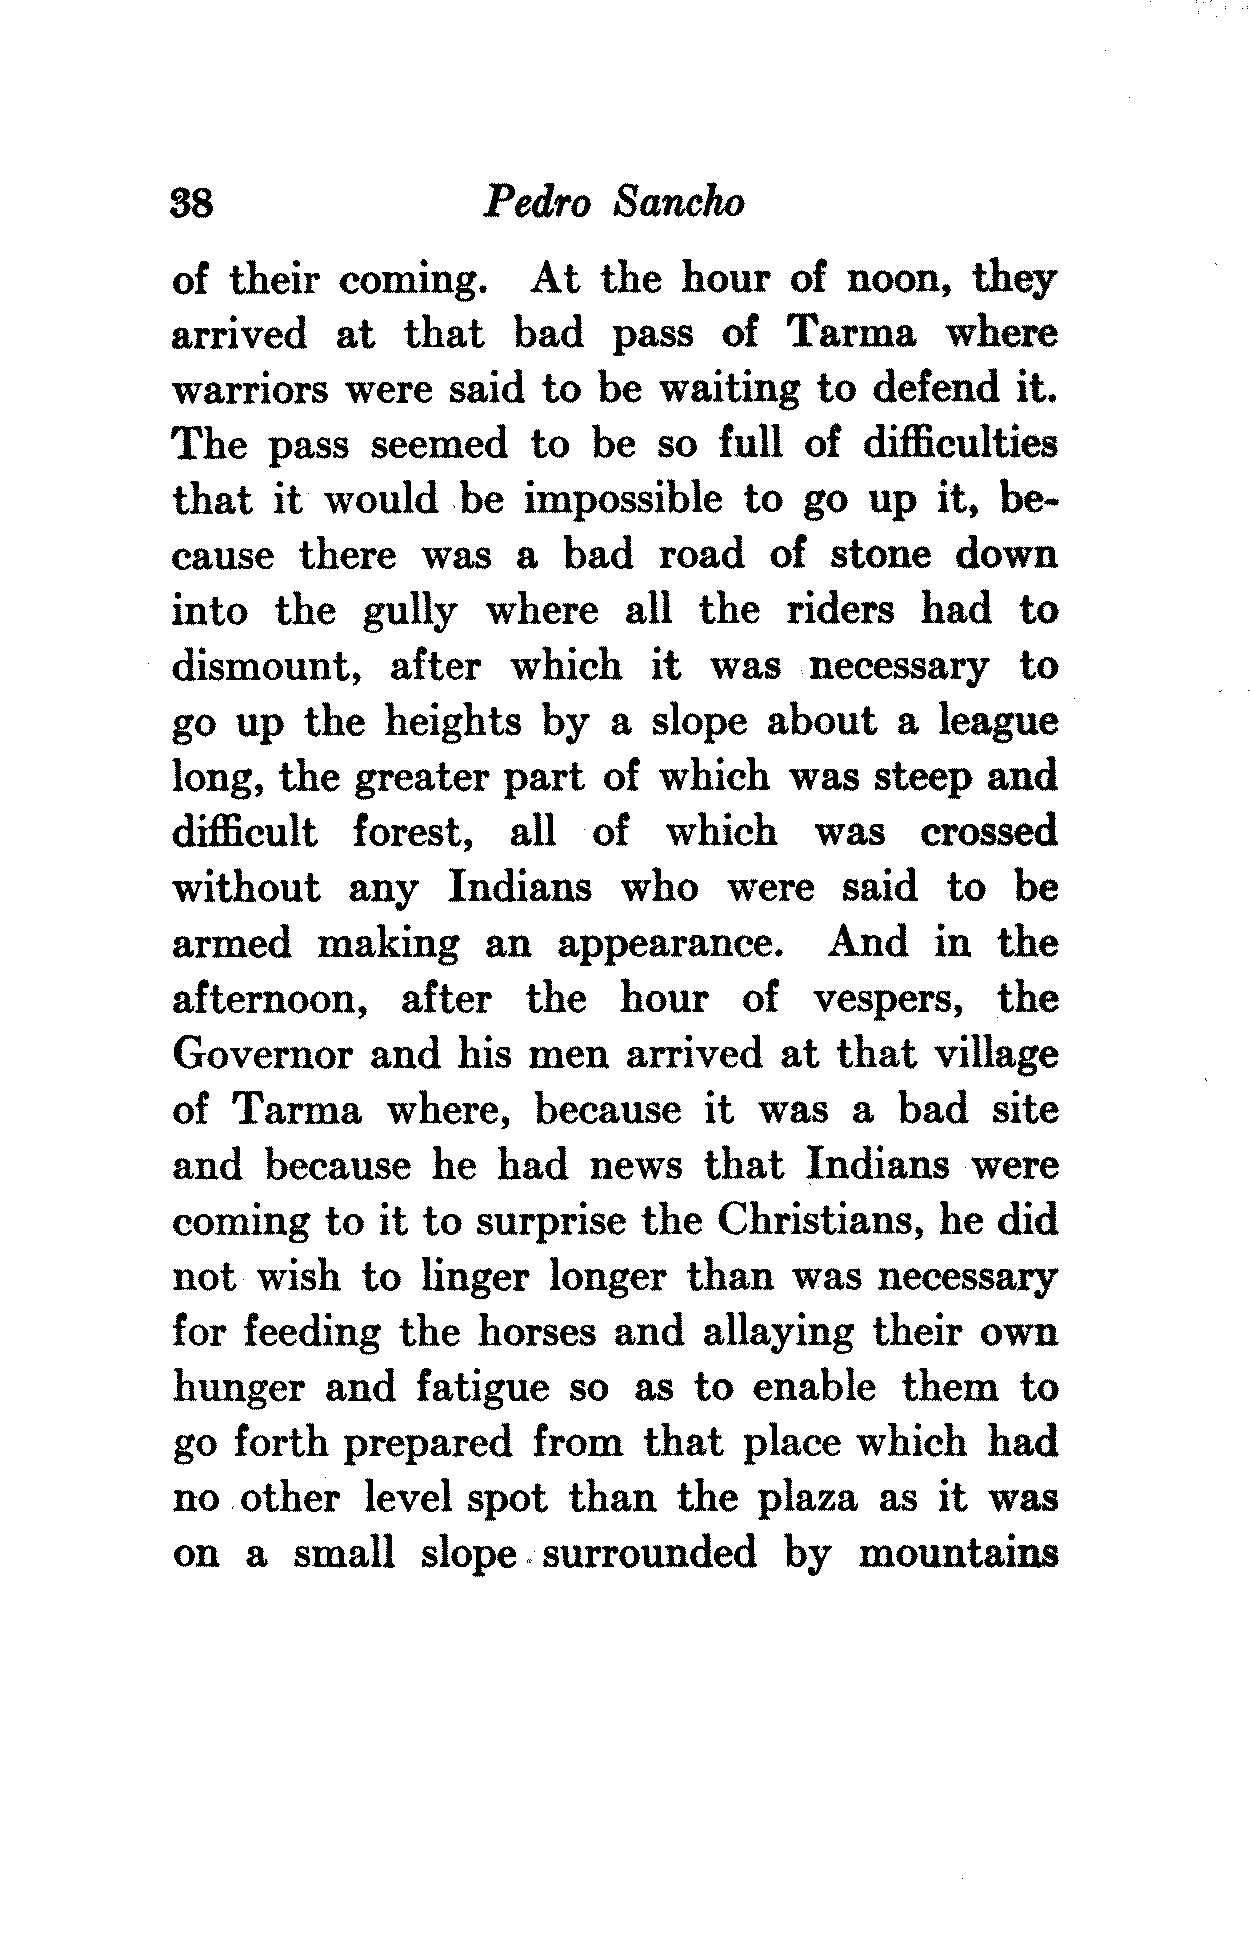 38 Pedro Sancho
of their coming. At the hour of noon, they
arrived at that bad pass of Tarma where
warriors were said to be waiting to defend it.
The pass seemed to be so full of difficulties
that it would be impossible to go up it, be-
cause there was a bad road of stone down
into the gully where all the riders had to
dismount, after which it was necessary to
go up the heights by a slope about a league
long, the greater part of which was steep and
difficult forest, all of which was crossed
without any Indians who were said to be
armed making an appearance. And in the
afternoon, after the hour of vespers, the
Governor and his men arrived at that village
of Tarma where, because it was a bad site
and because he had news that Indians were
coming to it to surprise the Christians, he did
not wish to linger longer than was necessary
for feeding the horses and allaying their own
hunger and fatigue so as to enable them to
go forth prepared from that place which had
no other level spot than the plaza as it was
on a small slope surrounded by mountains